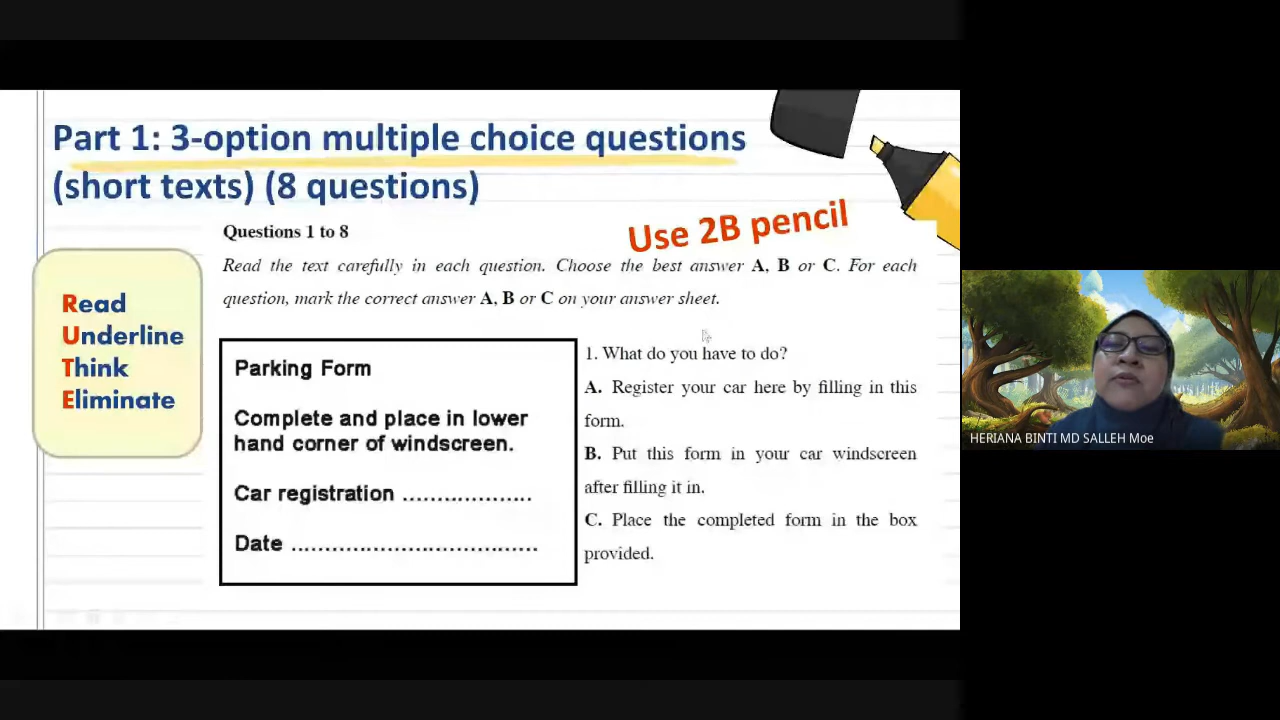 Part 1: 3-option multiple choice questions
(short texts) (8 questions)
Use 2B pencil
Questions 1 to 8
Read the text carefully in each question. Choose the best answer A, B or C. For each
question, mark the correct answer A, B or C on your answer sheet.
Read
Underline
Think
Eliminate
Parking Form
Complete and place in lower
hand corner of windscreen.
Car registration ...................
Date ....................................
1. What do you have to do?
A. Register your car here by filling in this
form.
B. Put this form in your car windscreen
after filling it in.
C. Place the completed form in the box
provided.
HERIANA BINTI MD SALLEH Moe